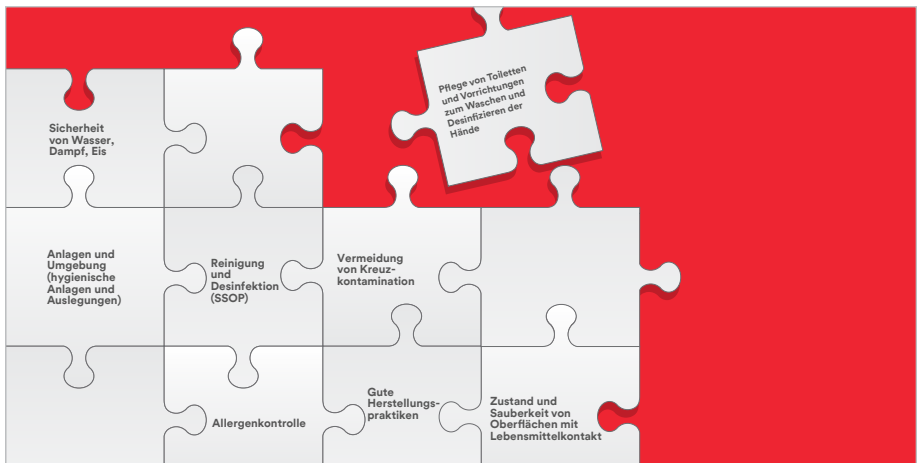 Pflege von Toiletten
und Vorrichtungen
zum Waschen und
Desinfizieren der
Hände
Sicherheit
von Wasser,
Dampf, Eis
Anlagen und
Umgebung
(hygienische
Anlagen und
Auslegungen)
Reinigung
und
Desinfektion
(SSOP)
Vermeidung
von Kreuz-
kontamination
Allergenkontrolle
Gute
Herstellungs-
praktiken
Zustand und
Sauberkeit von
Oberflächen mit
Lebensmittelkontakt